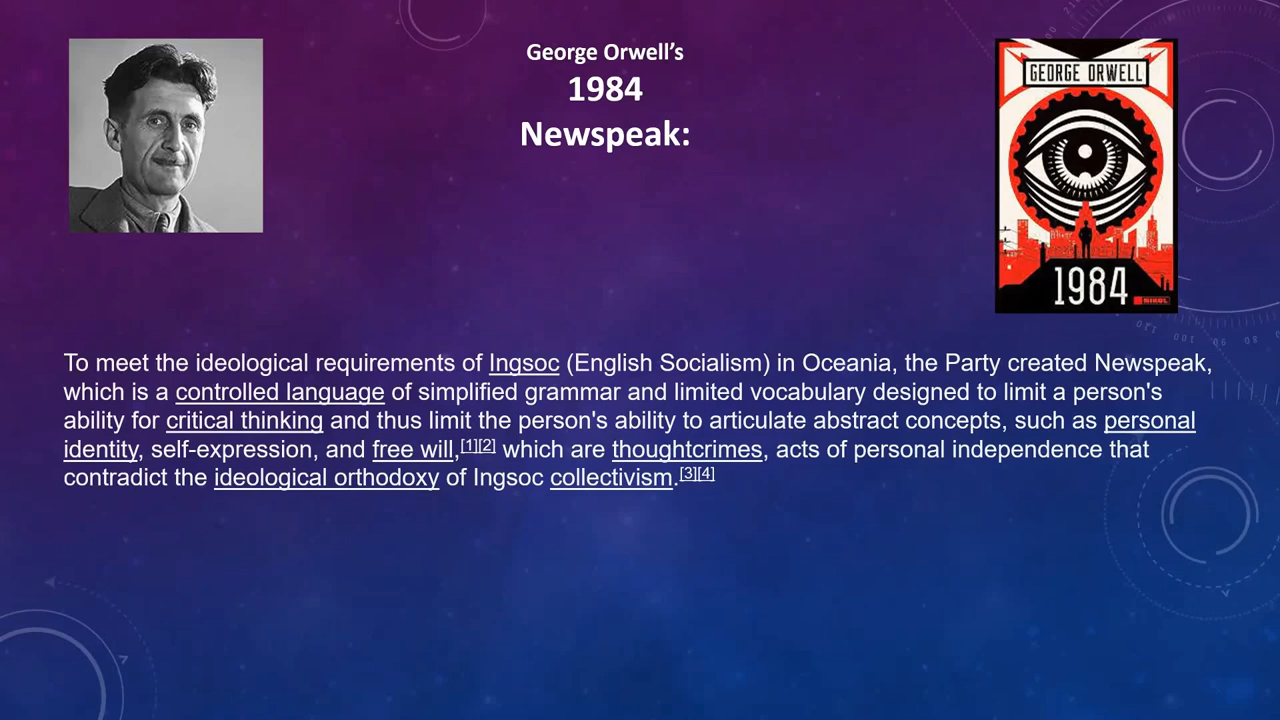 George Orwell’s
1984
Newspeak:
GEORGE ORWELL
1984
To meet the ideological requirements of Ingsoc (English Socialism) in Oceania, the Party created Newspeak,
which is a controlled language of simplified grammar and limited vocabulary designed to limit a person's
ability for critical thinking and thus limit the person's ability to articulate abstract concepts, such as personal
identity, self-expression, and free will,[1][2] which are thoughtcrimes, acts of personal independence that
contradict the ideological orthodoxy of Ingsoc collectivism.[3][4]